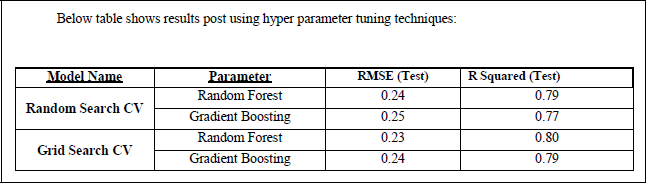 Below table shows results post using hyper parameter tuning techniques:
Model Name Parameter RMSE (Test) R Squared (Test)
Random Search CV Random Forest 0.24 0.79
Gradient Boosting 0.25 0.77
Grid Search CV Random Forest 0.23 0.80
Gradient Boosting 0.24 0.79